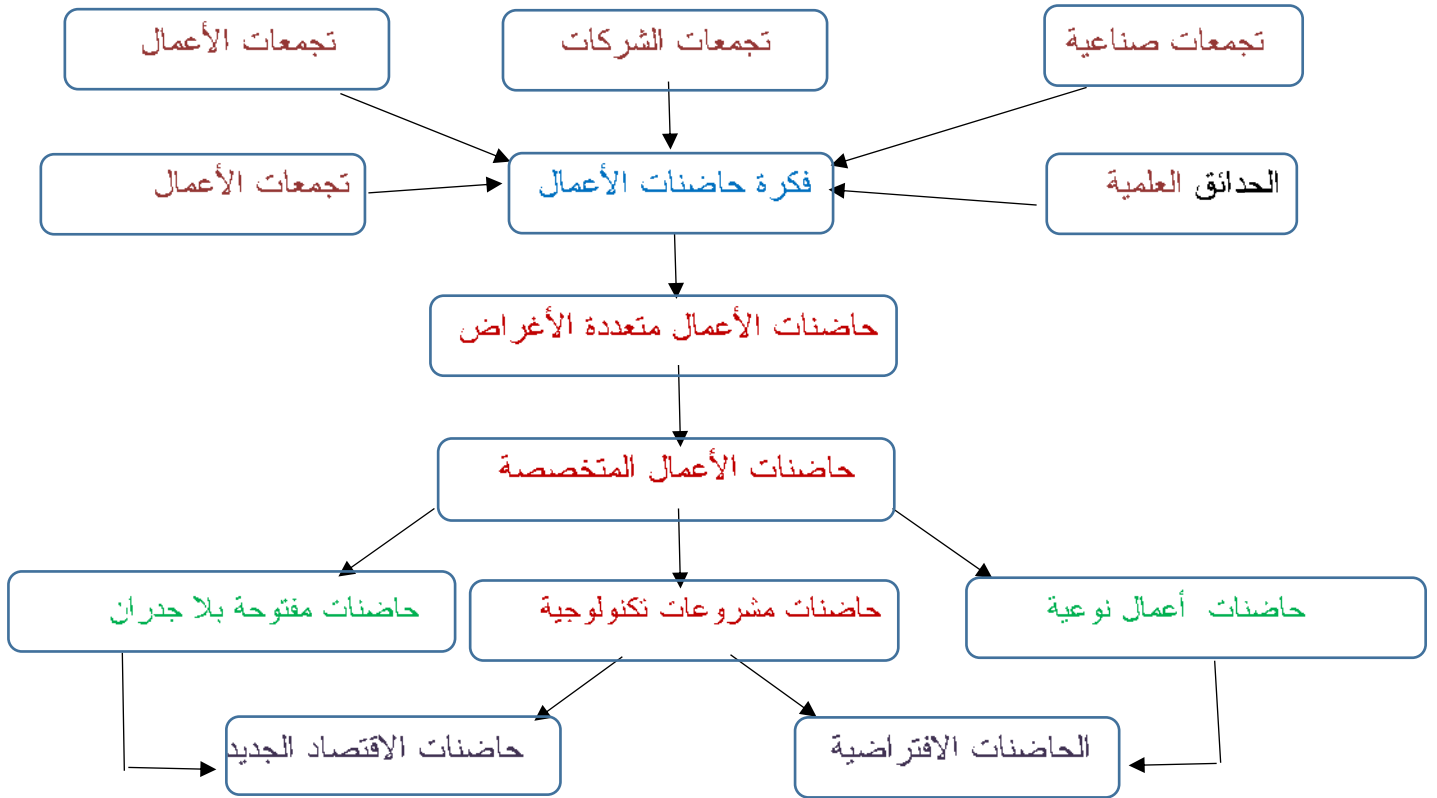 تجمعات صناعية
تجمعات الشركات
تجمعات الأعمال
الحدائق العلمية
فكرة حاضنات الأعمال
تجمعات الأعمال
حاضنات الأعمال متعددة الأغراض
حاضنات الأعمال المتخصصة
حاضنات أعمال نوعية
حاضنات مشروعات تكنولوجية
حاضنات مفتوحة بلا جدران
الحاضنات الافتراضية
حاضنات الاقتصاد الجديد